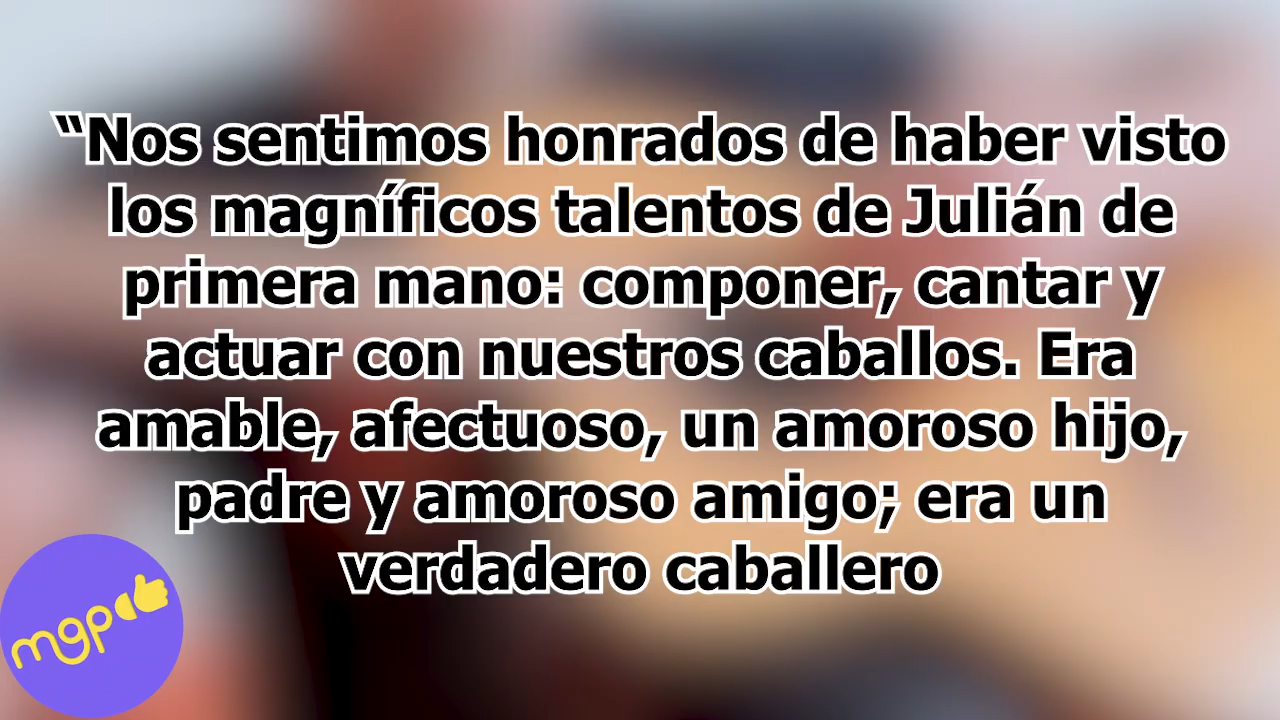 “Nos sentimos honrados de haber visto
los magníficos talentos de Julián de
primera mano: componer, cantar y
actuar con nuestros caballos. Era
amable, afectuoso, un amoroso hijo,
padre y amoroso amigo; era un
verdadero caballero
mgp